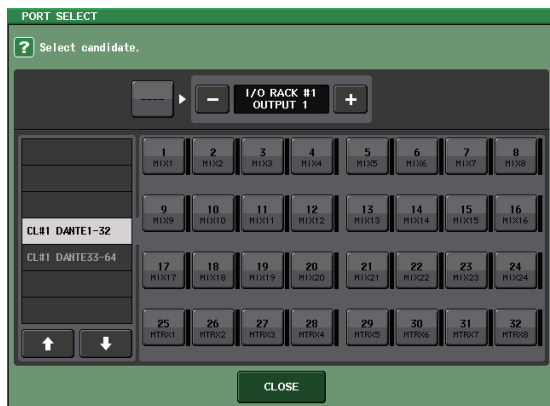 PORT SELECT
? Select candidate.
----
− I/O RACK #1 +
OUTPUT 1
1 2 3 4 5 6 7 8
MIX1 MIX2 MIX3 MIX4 MIX5 MIX6 MIX7 MIX8
9 10 11 12 13 14 15 16
MIX9 MIX10 MIX11 MIX12 MIX13 MIX14 MIX15 MIX16
CL#1 DANTE1-32
CL#1 DANTE33-64
17 18 19 20 21 22 23 24
MIX17 MIX18 MIX19 MIX20 MIX21 MIX22 MIX23 MIX24
25 26 27 28 29 30 31 32
MTRX1 MTRX2 MTRX3 MTRX4 MTRX5 MTRX6 MTRX7 MTRX8
CLOSE